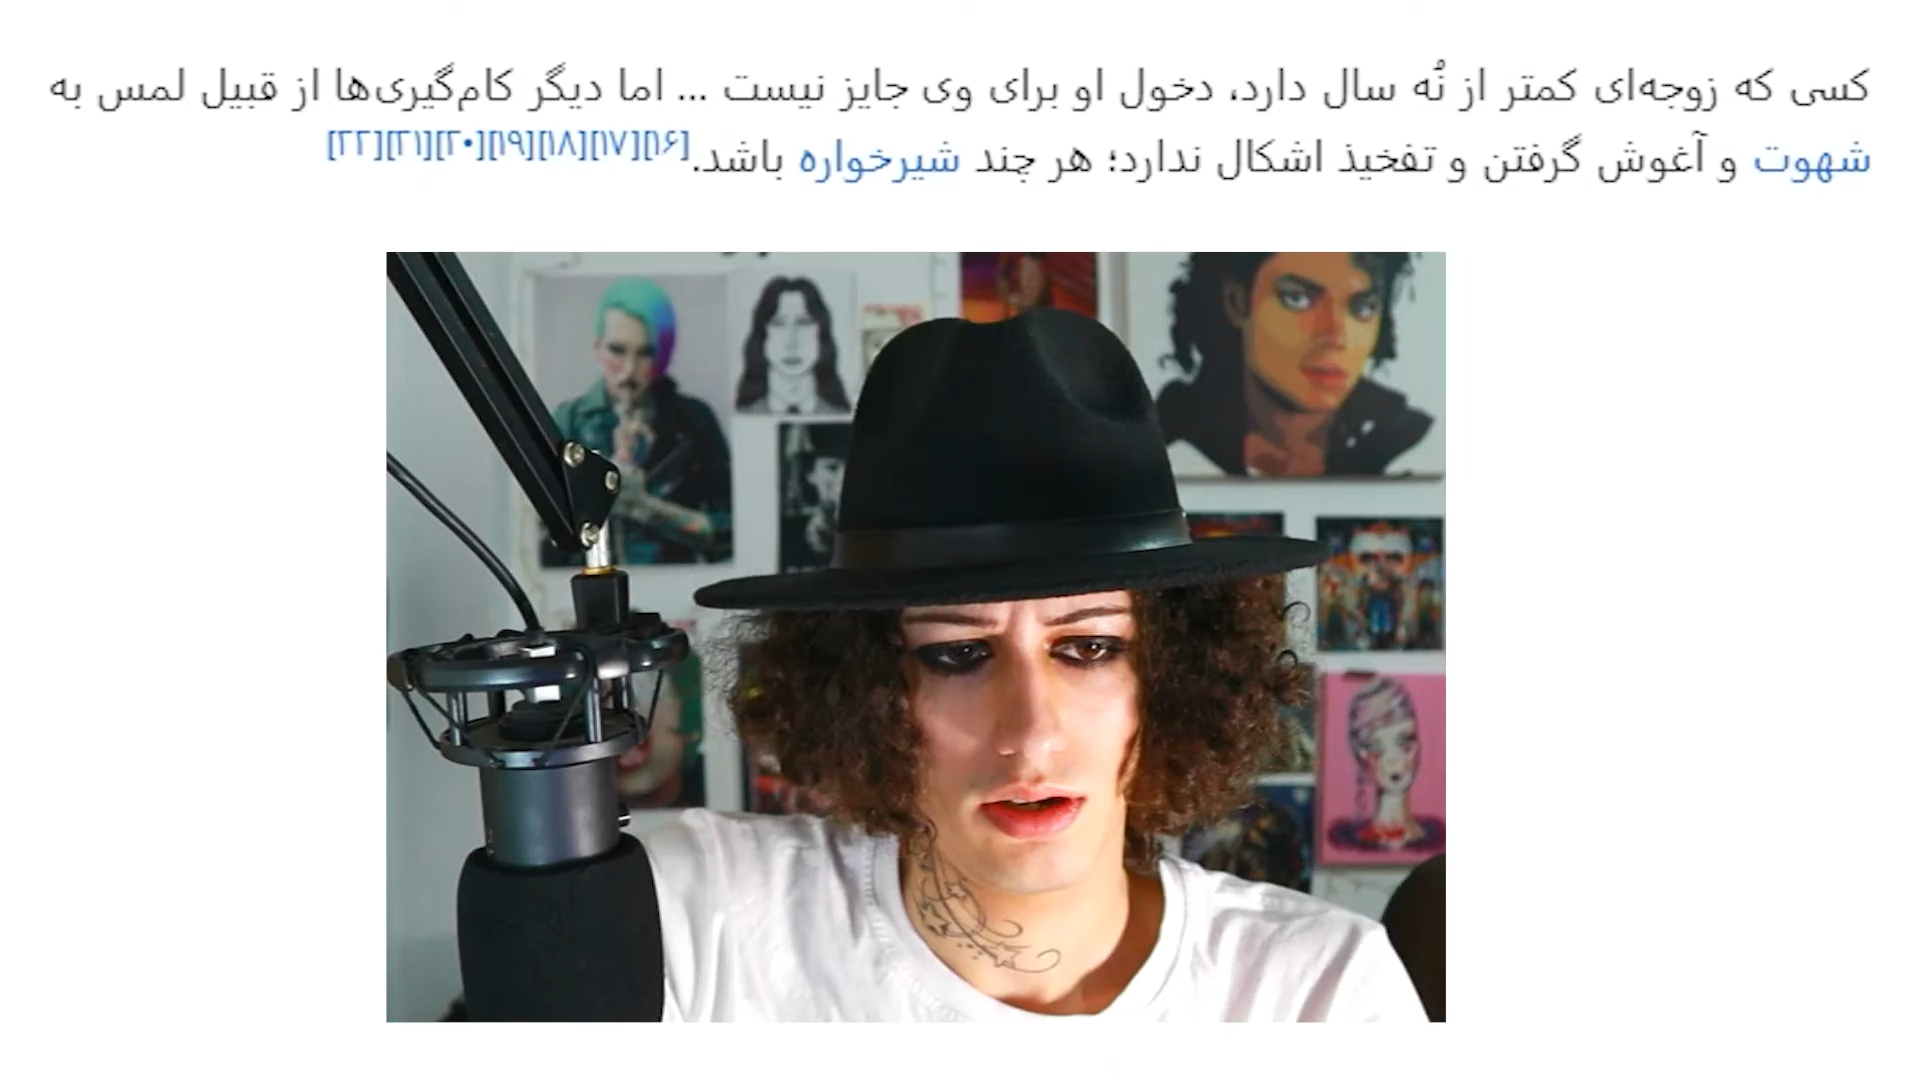 کسی که زوجه‌ای کمتر از نُه سال دارد، دخول او برای وی جایز نیست ... اما دیگر کام‌گیری‌ها از قبیل لمس به
شهوت و آغوش گرفتن و تفخیذ اشکال ندارد؛ هر چند شیرخواره باشد.[۱۶][۱۷][۱۸][۱۹][۲۰][۲۱][۲۲]